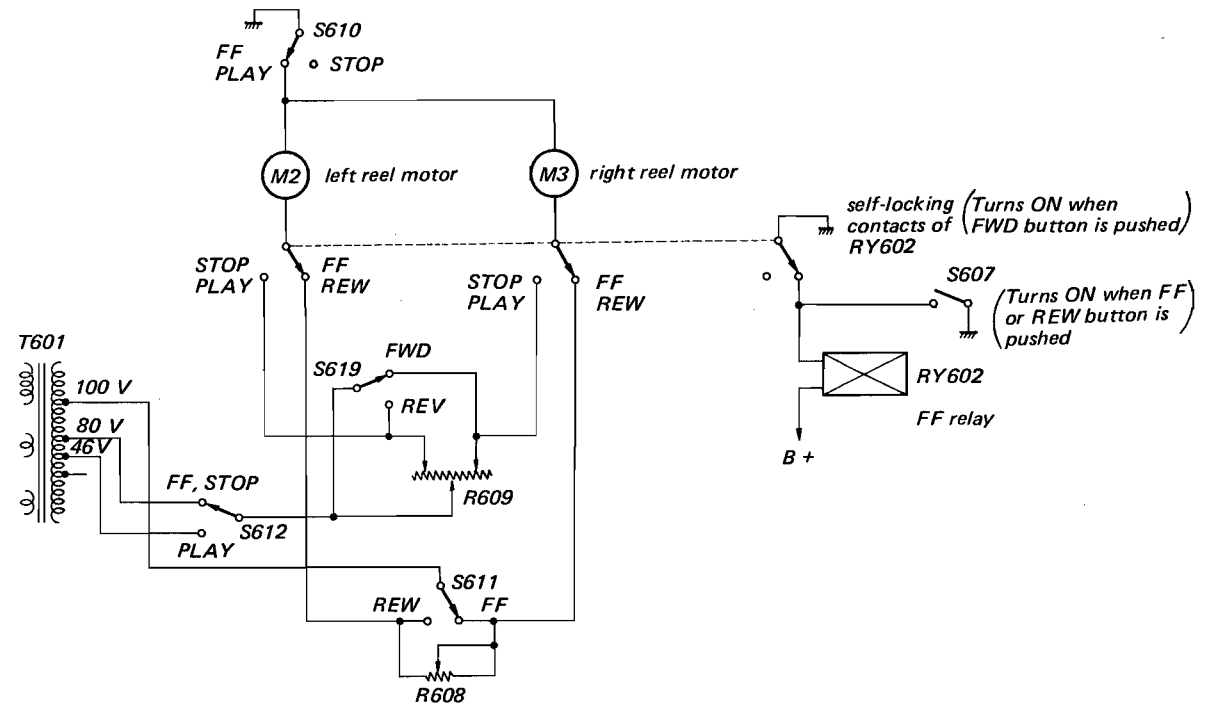 S610
FF
PLAY
STOP
M2
left reel motor
M3
right reel motor
self-locking
contacts of
RY602
(Turns ON when
FWD button is pushed)
STOP
PLAY
FF
REW
STOP
PLAY
FF
REW
S607
(Turns ON when FF
or REW button is
pushed)
T601
100 V
80 V
46V
S619
FWD
REV
RY602
FF relay
B +
R609
FF, STOP
S612
PLAY
S611
REW
FF
R608